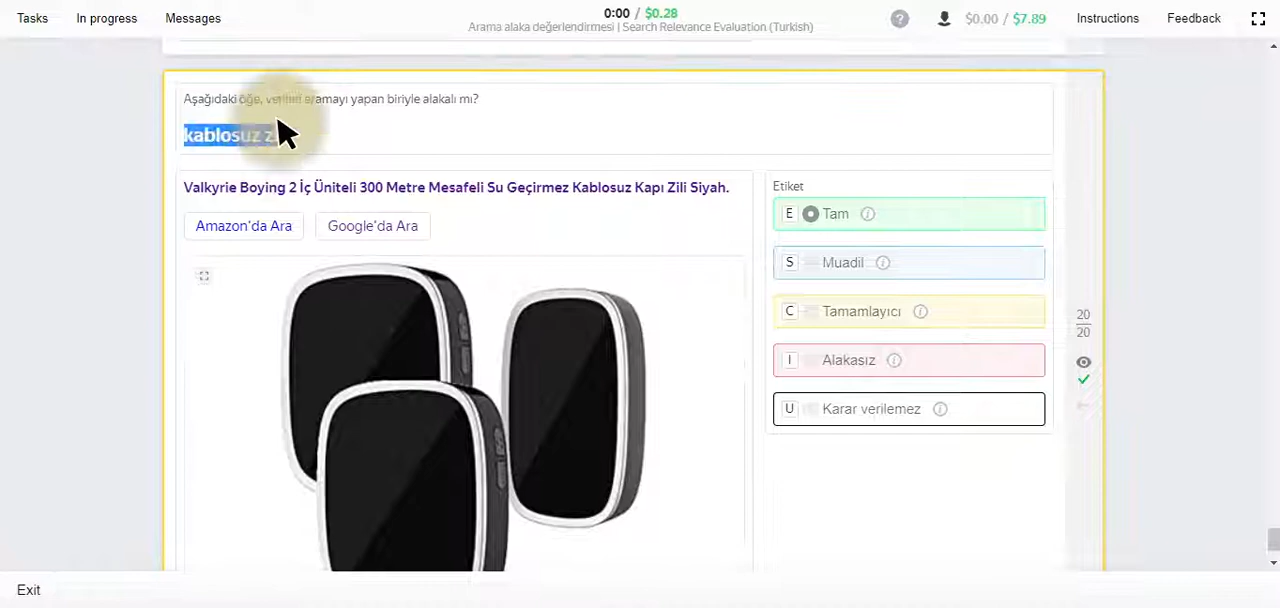 Tasks In progress Messages
0:00 / $0.28
Arama alaka değerlendirmesi | Search Relevance Evaluation (Turkish)
? $0.00 / $7.89 Instructions Feedback
Aşağıdaki öğe, verilen aramayı yapan biriyle alakalı mı?
kablosuz
Valkyrie Boying 2 İç Üniteli 300 Metre Mesafeli Su Geçirmez Kablosuz Kapı Zili Siyah.
Amazon'da Ara Google'da Ara
Etiket
E Tam i
S Muadil i
C Tamamlayıcı i
I Alakasız i
U Karar verilemez i
20
20
Exit